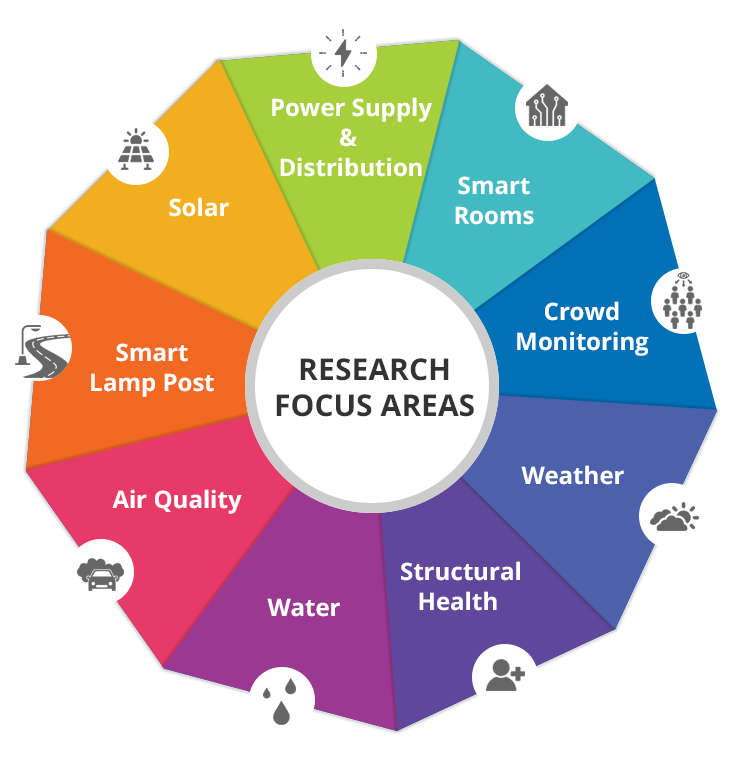 Power Supply
&
Distribution
Smart
Rooms
Crowd
Monitoring
Weather
Structural
Health
Water
Air Quality
Smart
Lamp Post
Solar
RESEARCH
FOCUS AREAS